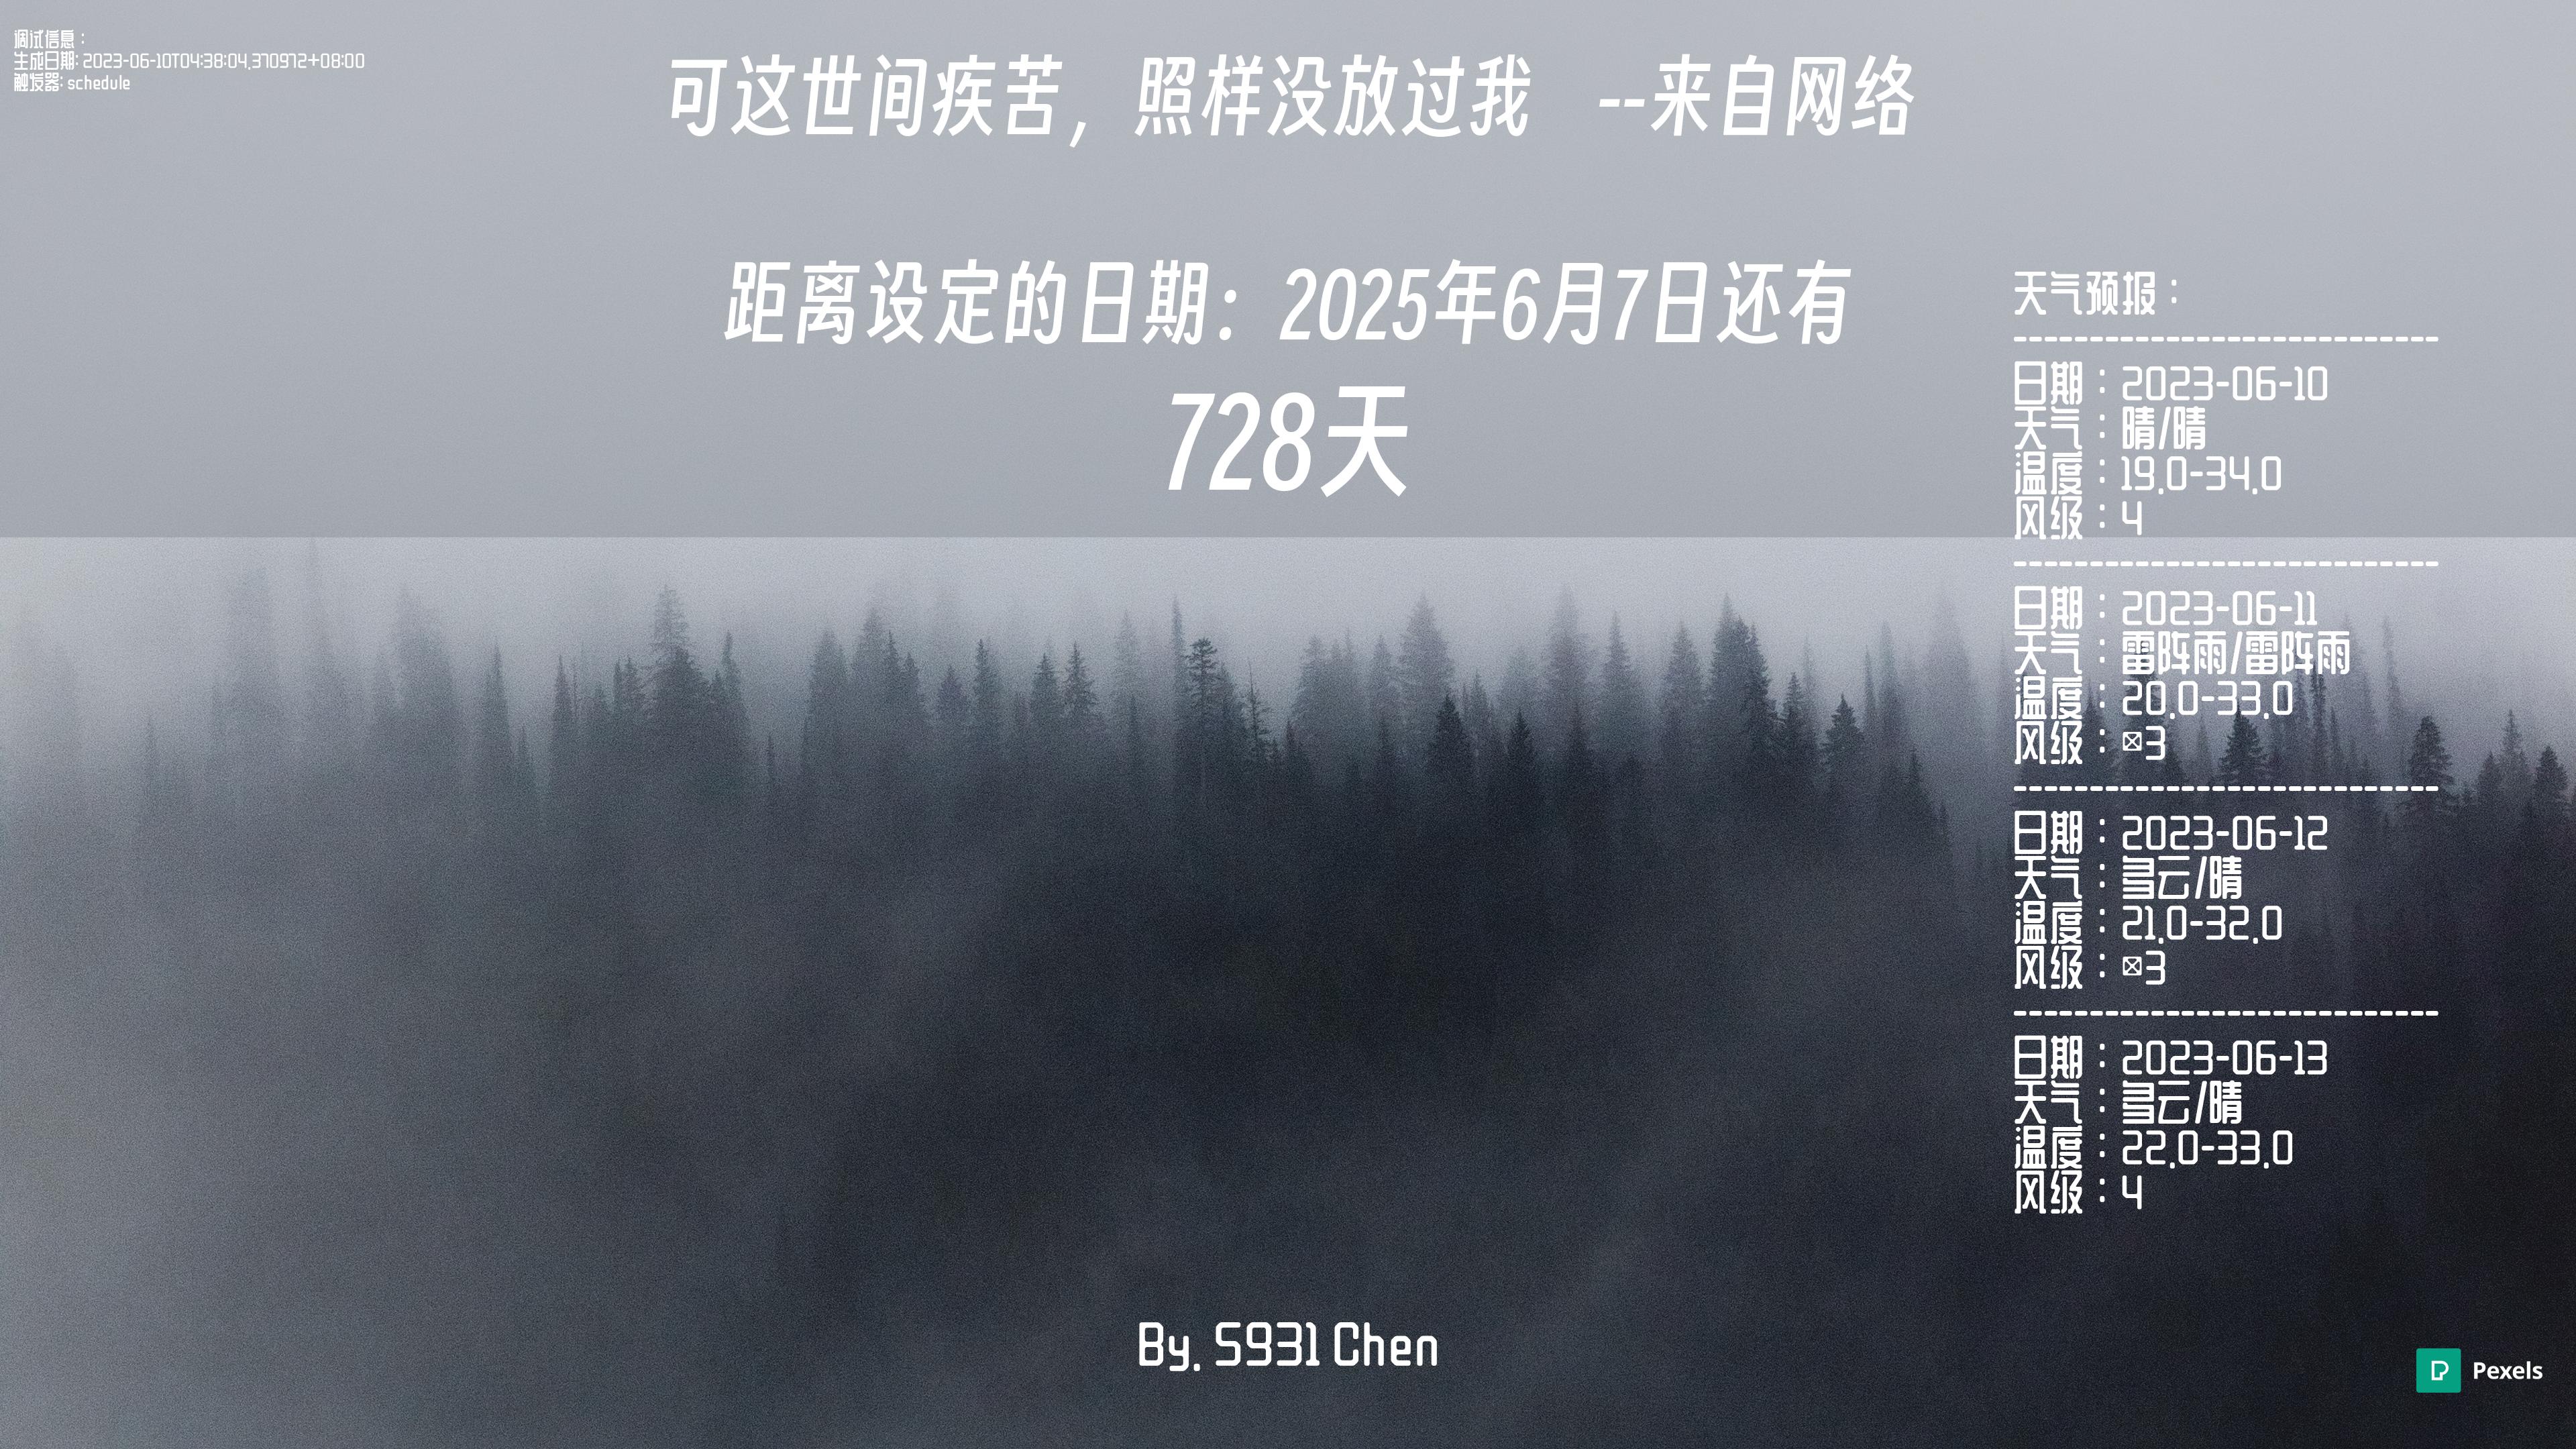 调试信息：
生成日期: 2023-06-10T04:38:04.370972+08:00
触发器: schedule
可这世间疾苦，照样没放过我 --来自网络
距离设定的日期：2025年6月7日还有
728天
天气预报：
----------------------------
日期：2023-06-10
天气：晴/晴
温度：19.0-34.0
风级：4
----------------------------
日期：2023-06-11
天气：雷阵雨/雷阵雨
温度：20.0-33.0
风级：3
----------------------------
日期：2023-06-12
天气：多云/晴
温度：21.0-32.0
风级：3
----------------------------
日期：2023-06-13
天气：多云/晴
温度：22.0-33.0
风级：4
By. S931 Chen
Pexels